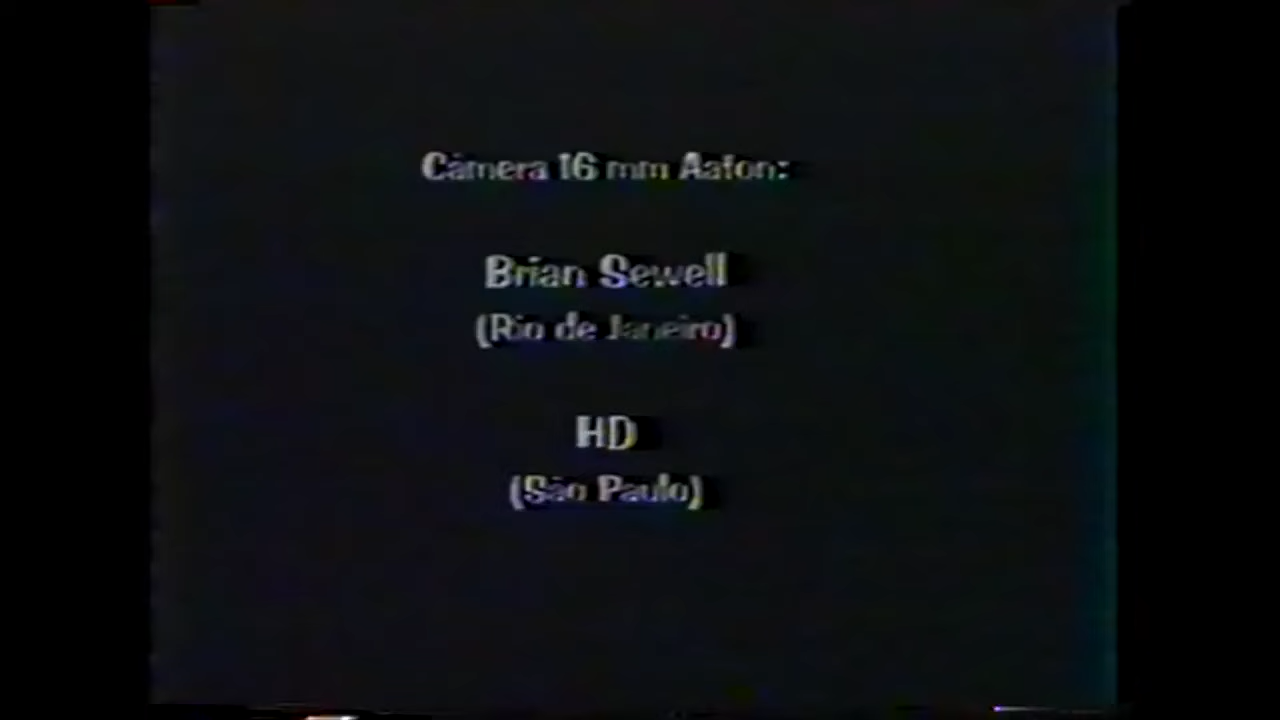 Câmera 16 mm Aaton:
Brian Sewell
(Rio de Janeiro)
HD
(São Paulo)